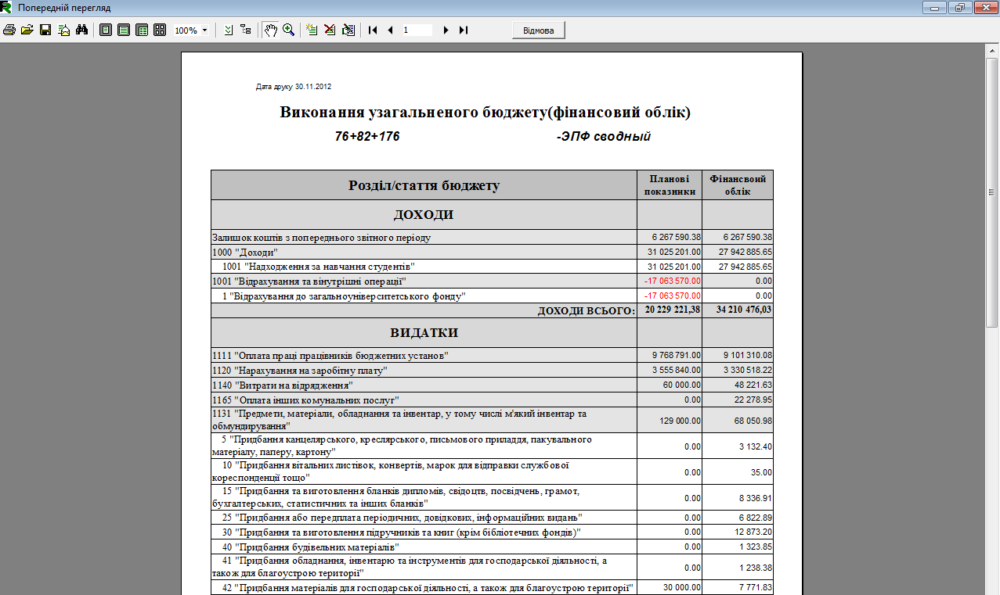 Попередній перегляд
100%
1
Відмова
Дата друку 30.11.2012
Виконання узагальненого бюджету(фінансовий облік)
76+82+176 -ЭПФ сводный
Розділ/стаття бюджету Планові показники Фінансвоий облік
ДОХОДИ
Залишок коштів з попереднього звітного періоду 6 267 590.38 6 267 590.38
1000 "Доходи" 31 025 201.00 27 942 885.65
1001 "Надходження за навчання студентів" 31 025 201.00 27 942 885.65
1001 "Відрахування та вінутрішні операції" -17 063 570.00 0.00
1 "Відрахування до загальноуніверситетського фонду" -17 063 570.00 0.00
ДОХОДИ ВСЬОГО: 20 229 221,38 34 210 476,03
ВИДАТКИ
1111 "Оплата праці працівників бюджетних установ" 9 768 791.00 9 101 310.08
1120 "Нарахування на заробітну плату" 3 555 840.00 3 330 518.22
1140 "Витрати на відрядження" 60 000.00 48 221.63
1165 "Оплата інших комунальних послуг" 0.00 22 278.95
1131 "Предмети, матеріали, обладнання та інвентар, у тому числі м'який інвентар та
обмундирування" 129 000.00 68 050.98
5 "Придбання канцелярського, креслярського, письмового приладдя, пакувального
матеріалу, паперу, картону" 0.00 3 132.40
10 "Придбання вітальних листівок, конвертів, марок для відправки службової
кореспонденції тощо" 0.00 35.00
15 "Придбання та виготовлення бланків дипломів, свідоцтв, посвідчень, грамот,
бухгалтерських, статистичних та інших бланків" 0.00 8 336.91
25 "Придбання або передплата періодичних, довідкових, інформаційних видань" 0.00 6 822.89
30 "Придбання та виготовлення підручників та книг (крім бібліотечних фондів)" 0.00 12 873.20
40 "Придбання будівельних матеріалів" 0.00 1 323.85
41 "Придбання обладнання, інвентарю та інструментів для господарської діяльності, а
також для благоустрою території" 0.00 1 238.38
42 "Придбання матеріалів для господарської діяльності, а також для благоустрою території" 30 000.00 7 771.83